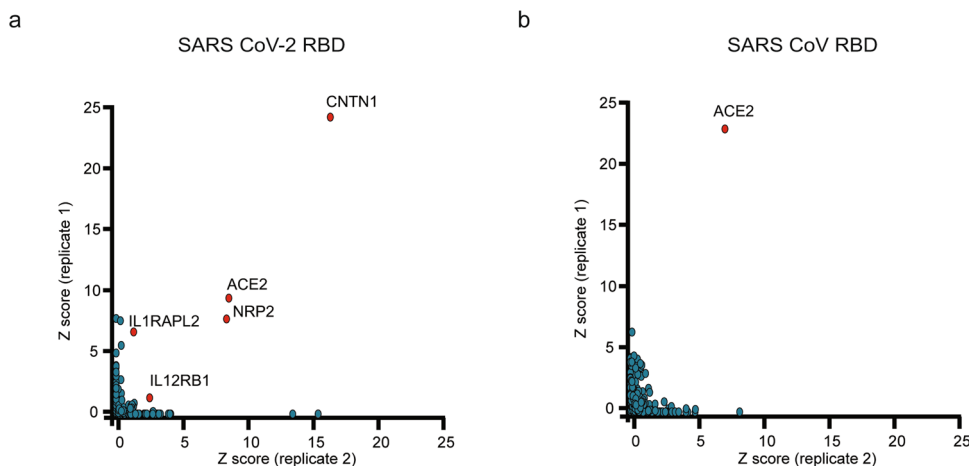 a
SARS CoV-2 RBD
25
20
15
10
5
0
Z score (replicate 1)
CNTN1
ACE2
NRP2
IL1RAPL2
IL12RB1
0 5 10 15 20 25
Z score (replicate 2)
b
SARS CoV RBD
25
20
15
10
5
0
Z score (replicate 1)
ACE2
0 5 10 15 20 25
Z score (replicate 2)